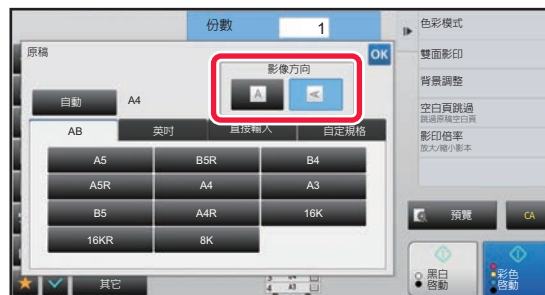 份數
1
原稿
OK
影像方向
A
A
自動
A4
AB
英吋
直接輸入
自定規格
A5
B5R
B4
A5R
A4
A3
B5
A4R
16K
16KR
8K
其它
A3
色彩模式
雙面影印
背景調整
空白頁跳過
跳過原稿空白頁
影印倍率
放大/縮小影本
預覽
CA
黑白
啓動
彩色
啓動